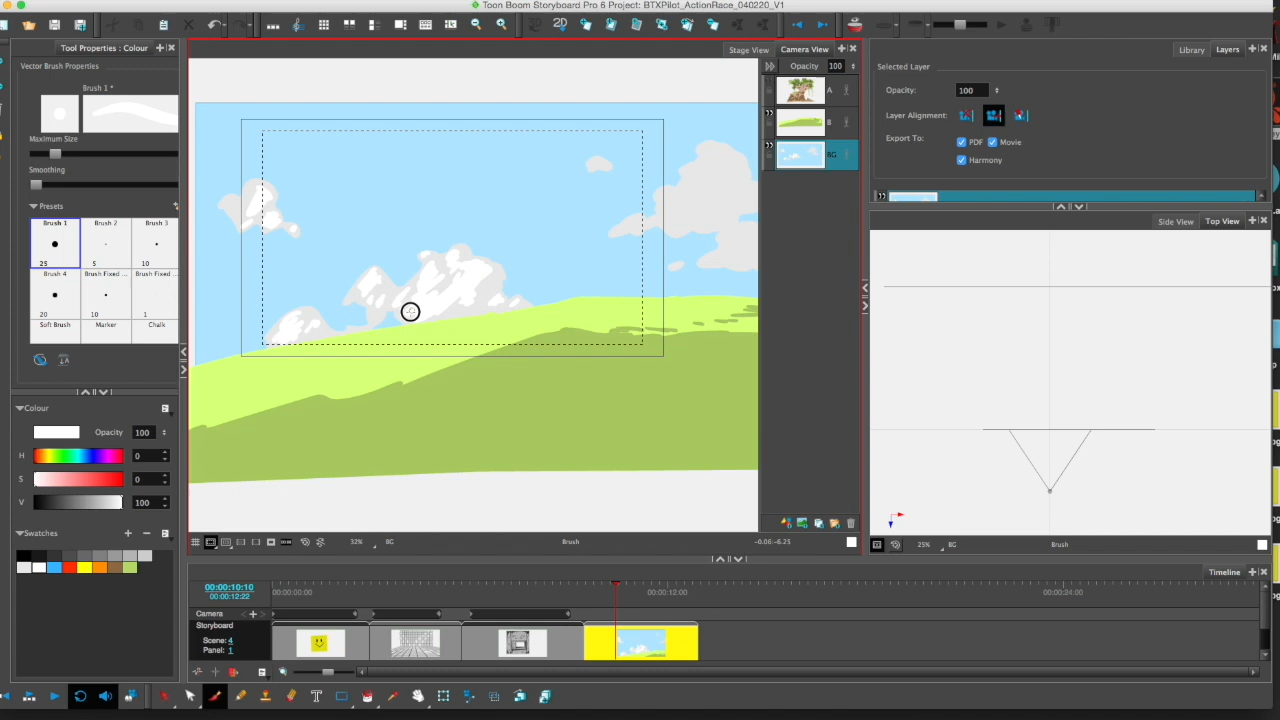 Toon Boom Storyboard Pro 6 Project: BTXPilot_ActionRace_040220_V1
Tool Properties : Colour
Vector Brush Properties
Brush 1 *
Maximum Size
Smoothing
Presets
Brush 1
Brush 2
Brush 3
25
5
10
Brush 4
Brush Fixed ...
Brush Fixed ...
20
10
1
Soft Brush
Marker
Chalk
Colour
Opacity
100
H
0
S
0
V
100
Swatches
Stage View
Camera View
Opacity
100
A
B
BG
32%
BG
Brush
-0.06:-6.25
Library
Layers
Selected Layer
Opacity:
100
Layer Alignment:
Export To:
PDF
Movie
Harmony
Side View
Top View
25%
BG
Brush
Timeline
00:00:10:10
00:00:12:22
00:00:00:00
00:00:12:00
00:00:24:00
Camera
Storyboard
Scene: 4
Panel: 1